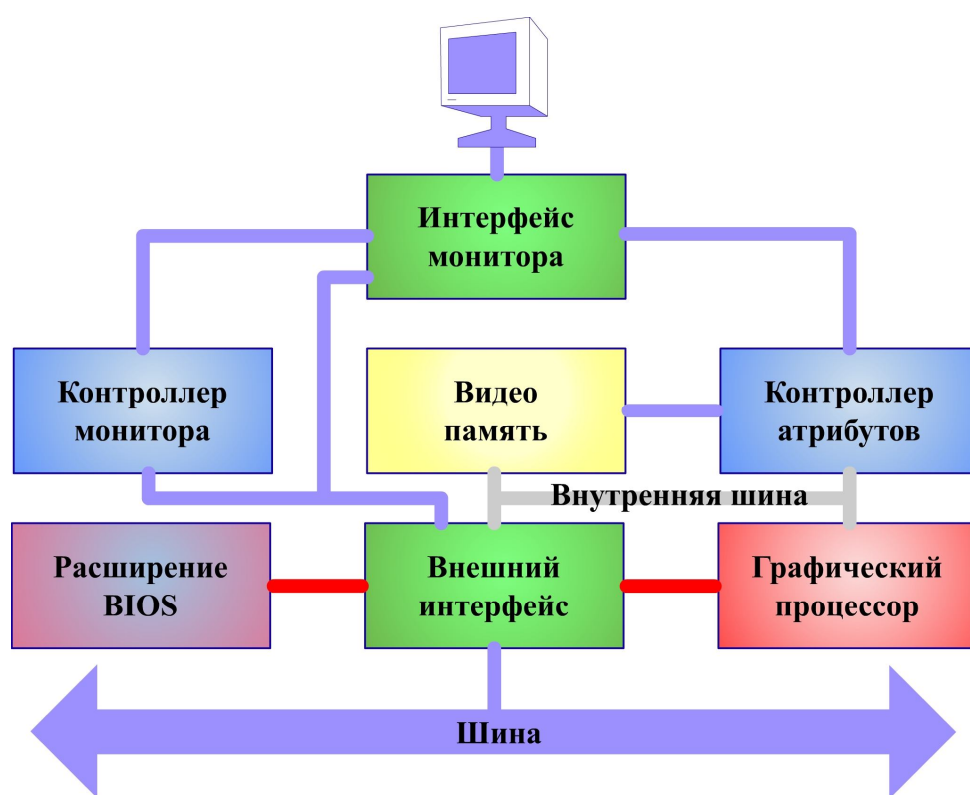 Интерфейс
монитора
Контроллер
монитора
Видео
память
Контроллер
атрибутов
Внутренняя шина
Расширение
BIOS
Внешний
интерфейс
Графический
процессор
Шина